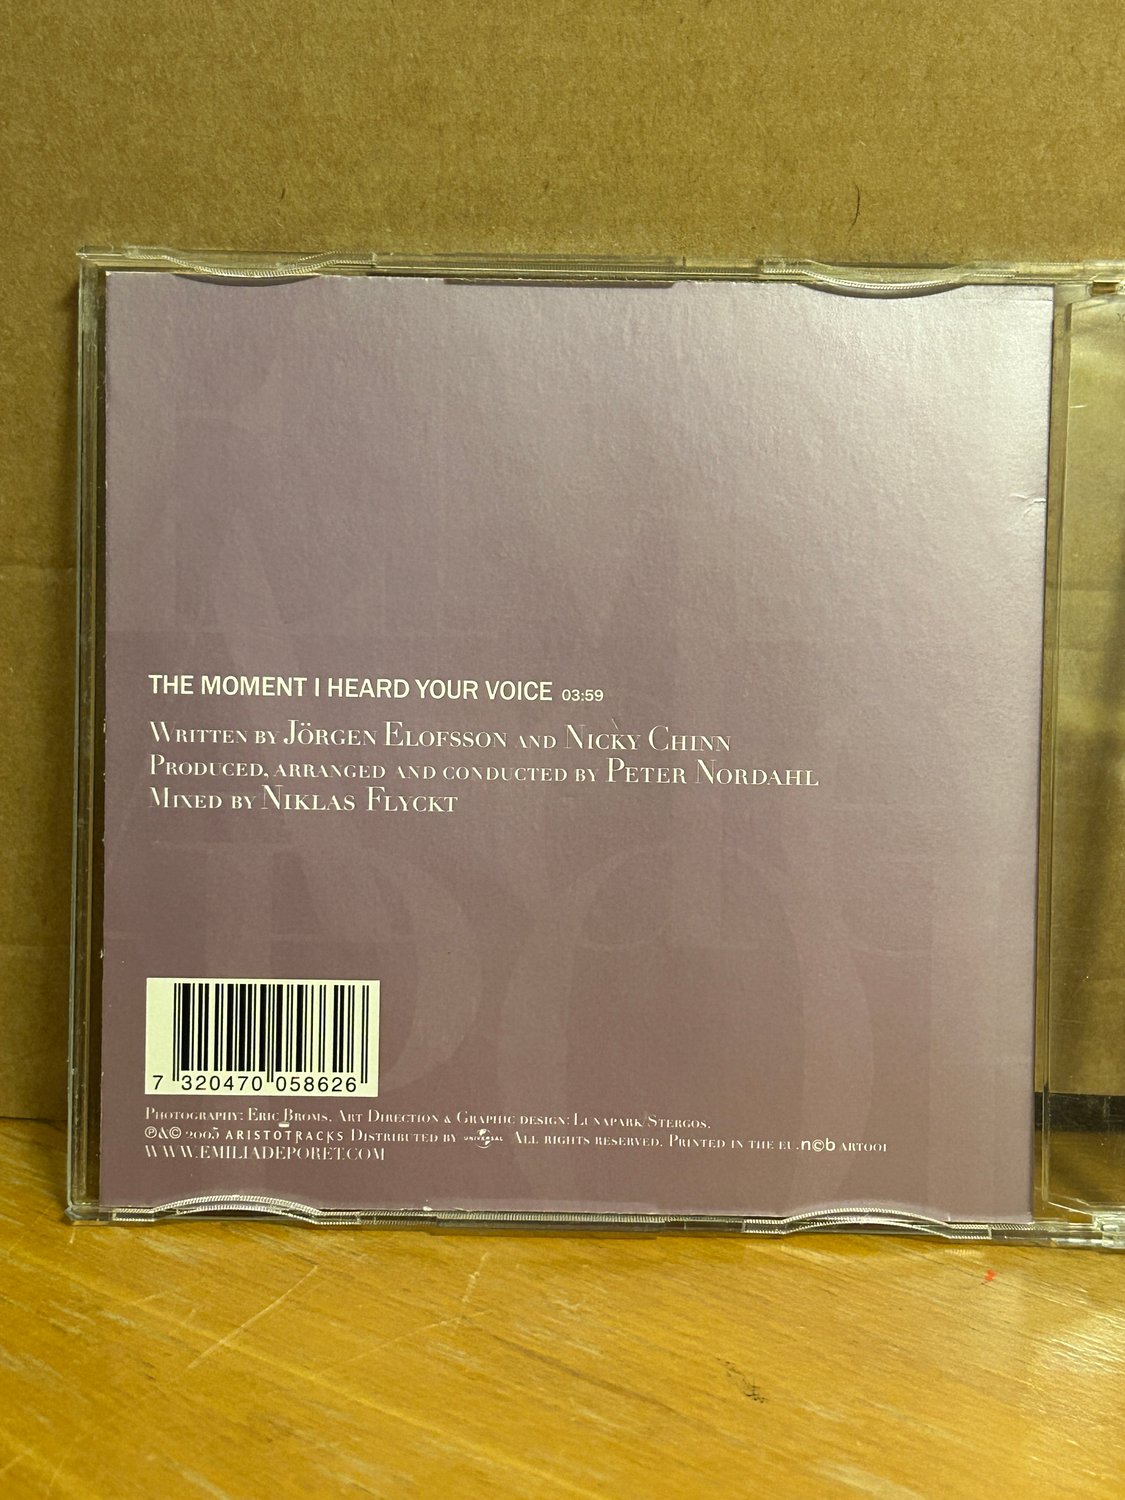 THE MOMENT I HEARD YOUR VOICE 03:59
WRITTEN BY JÖRGEN ELOFSSON AND NICKY CHINN
PRODUCED, ARRANGED AND CONDUCTED BY PETER NORDAHL
MIXED BY NIKLAS FLYCKT
7 320470 058626
PHOTOGRAPHY: ERIC BROMS, ART DIRECTION & GRAPHIC DESIGN: LUNAPARK/STERGOS.
℗&© 2005 ARISTOTRACKS DISTRIBUTED BY UNIVERSAL ALL RIGHTS RESERVED. PRINTED IN THE EU. n©b ART001
WWW.EMILIADEPORET.COM